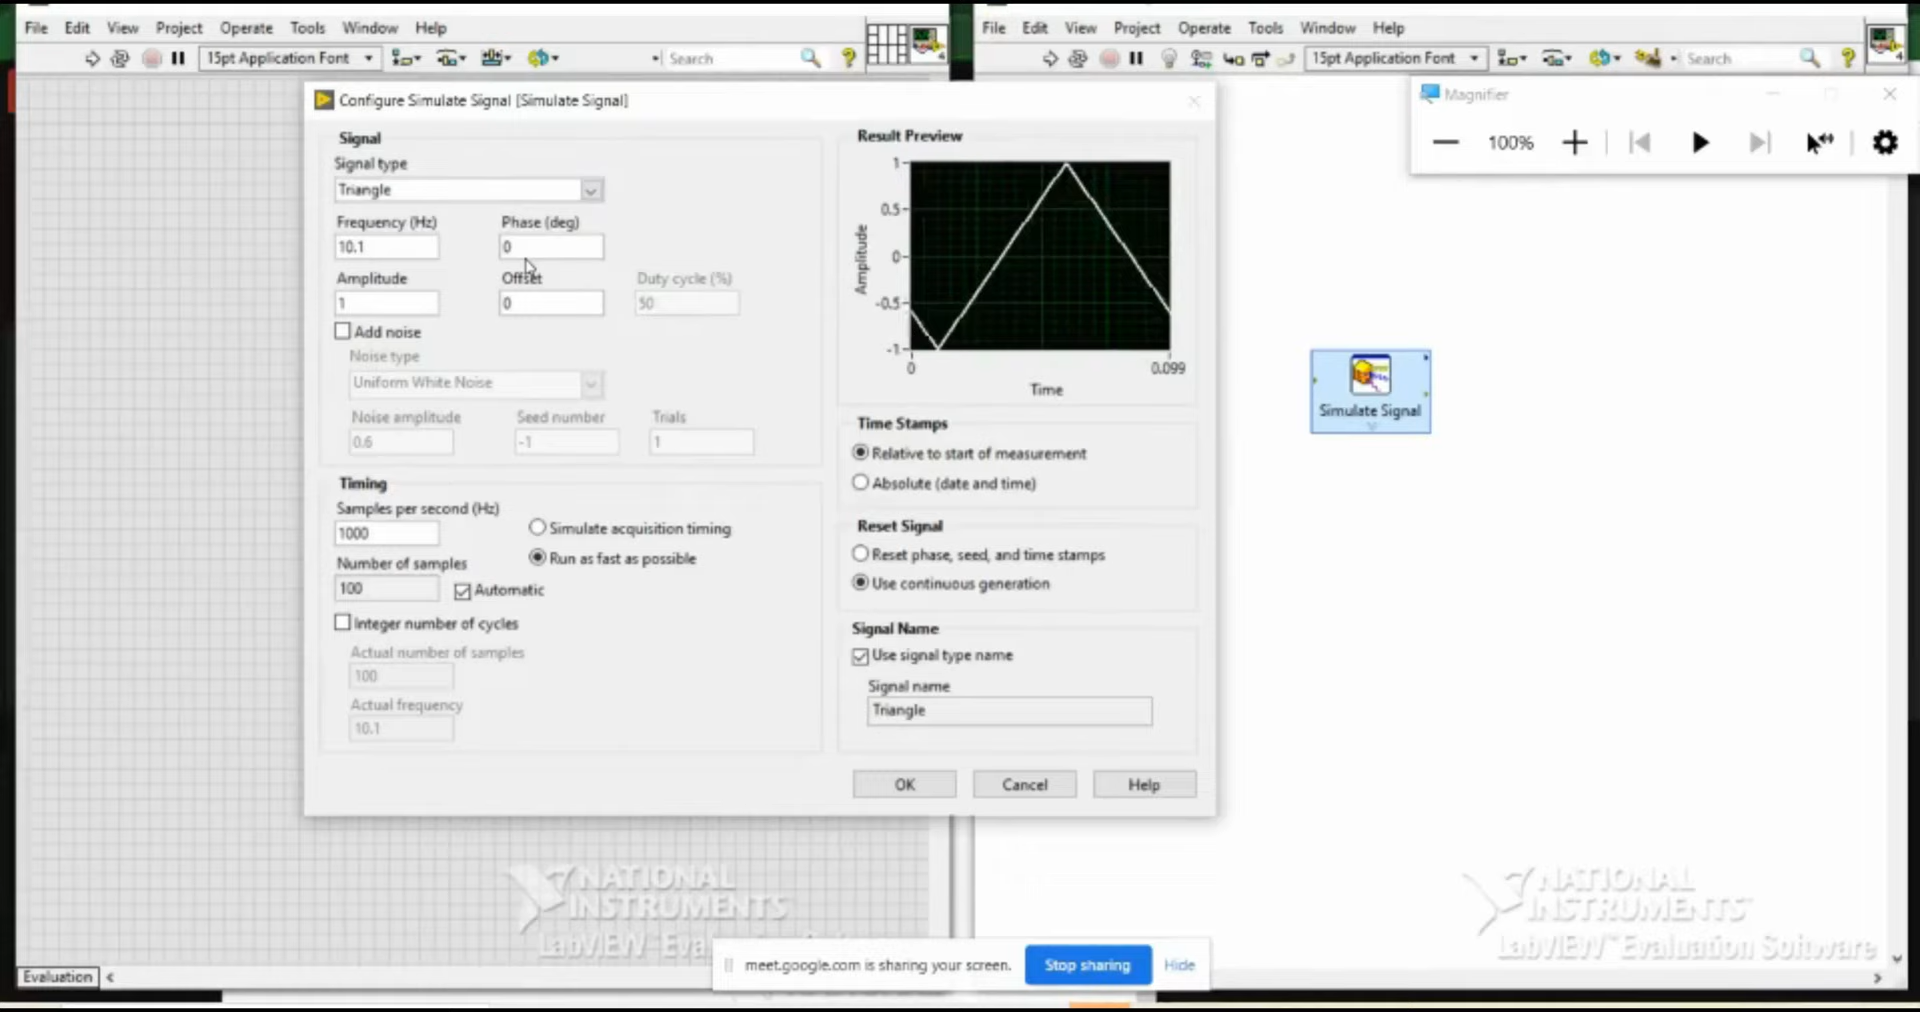 File Edit View Project Operate Tools Window Help
15pt Application Font
Search
File Edit View Project Operate Tools Window Help
15pt Application Font
Search
Magnifier
100%
Configure Simulate Signal [Simulate Signal]
Signal
Signal type
Triangle
Frequency (Hz) Phase (deg)
10.1 0
Amplitude Offset Duty cycle (%)
1 0 50
Add noise
Noise type
Uniform White Noise
Noise amplitude Seed number Trials
0.6 -1 1
Timing
Samples per second (Hz)
1000
Simulate acquisition timing
Run as fast as possible
Number of samples
100
Automatic
Integer number of cycles
Actual number of samples
100
Actual frequency
10.1
Result Preview
Amplitude
1
0.5
0
-0.5
-1
0 0.099
Time
Time Stamps
Relative to start of measurement
Absolute (date and time)
Reset Signal
Reset phase, seed, and time stamps
Use continuous generation
Signal Name
Use signal type name
Signal name
Triangle
OK Cancel Help
Simulate Signal
NATIONAL
INSTRUMENTS
LabVIEW™
NATIONAL
INSTRUMENTS™
LabVIEW™ Evaluation Software
Evaluation
meet.google.com is sharing your screen. Stop sharing Hide